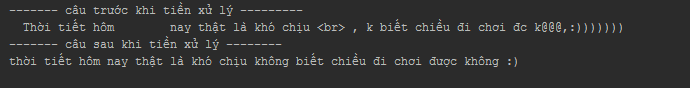 ------- câu trước khi tiền xử lý ---------
  Thời tiết hôm       nay thật là khó chịu <br> , k biết chiều đi chơi đc k@@@,:)))))))
------- câu sau khi tiền xử lý --------
thời tiết hôm nay thật là khó chịu không biết chiều đi chơi được không :)